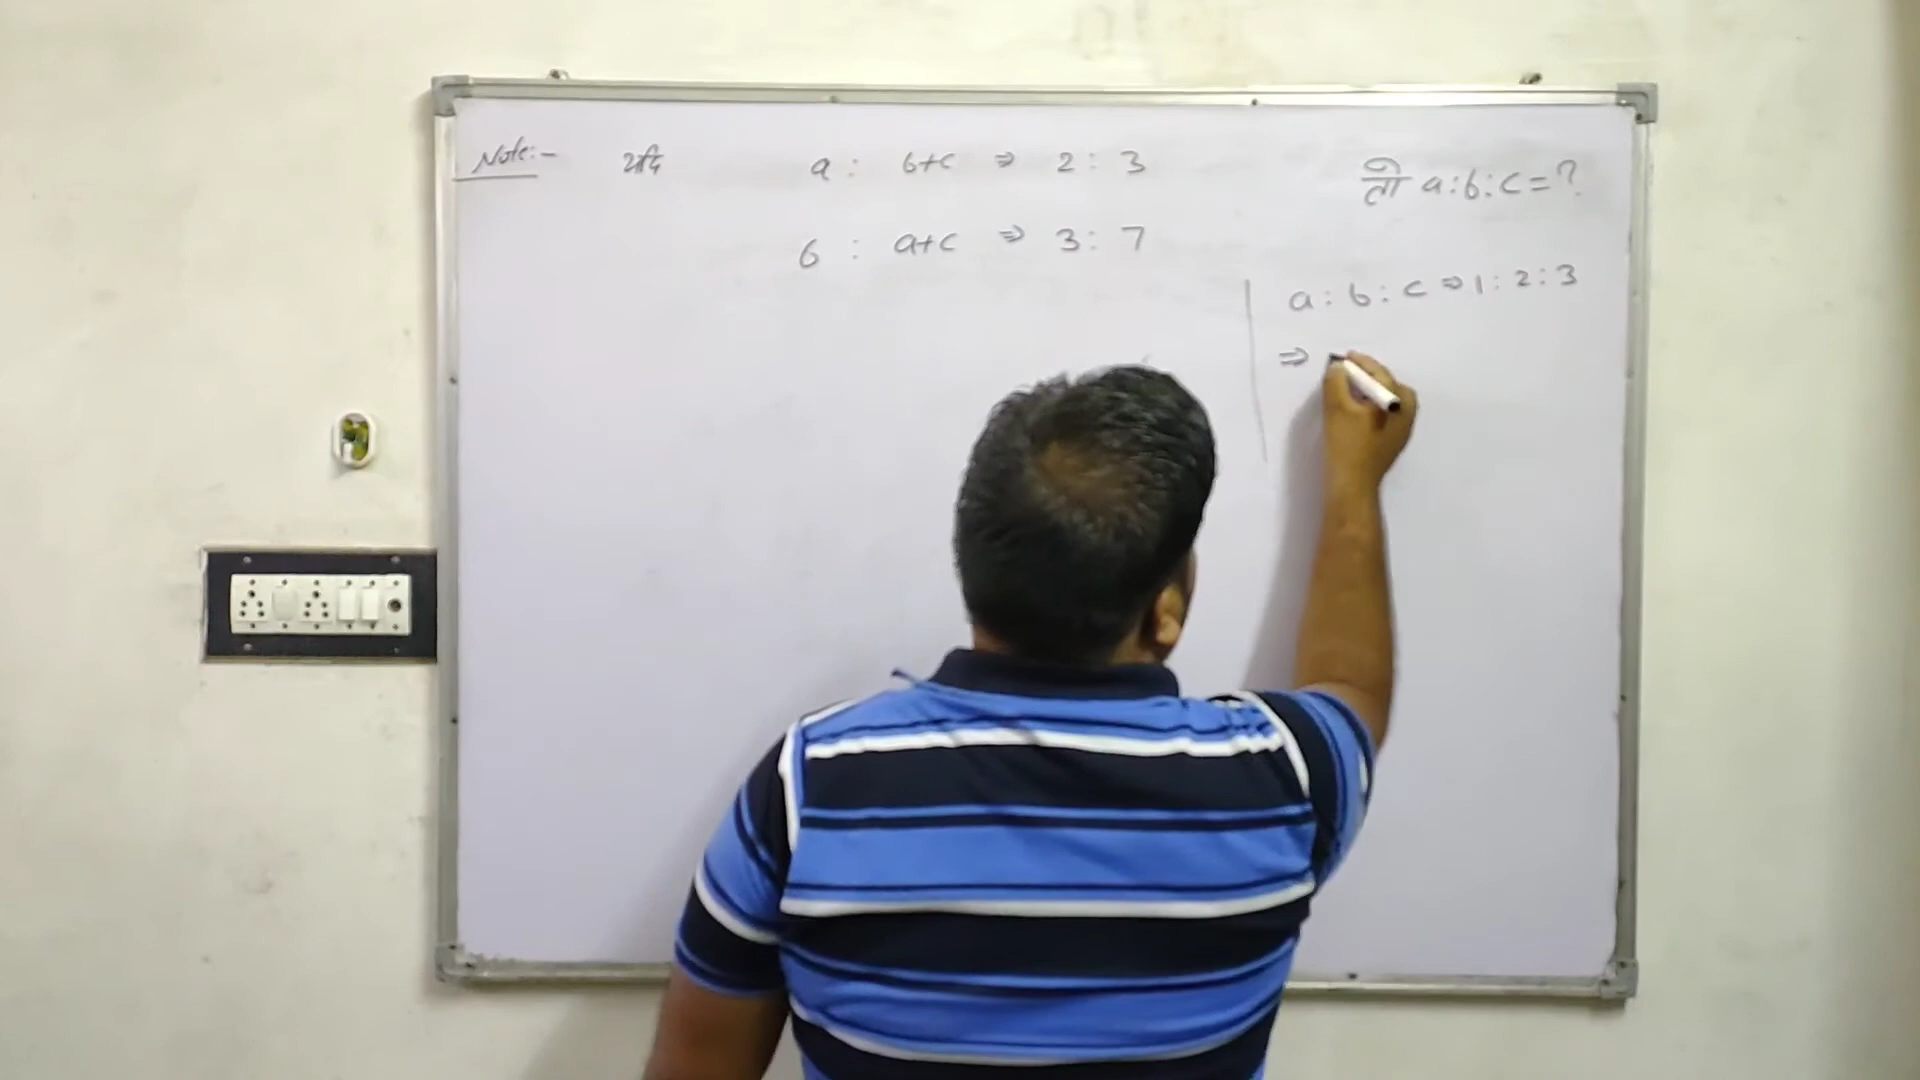 Note:- यदि a : b+c ⇒ 2 : 3 तो a:b:c=?
b : a+c ⇒ 3 : 7
a : b : c ⇒ 1 : 2 : 3
⇒